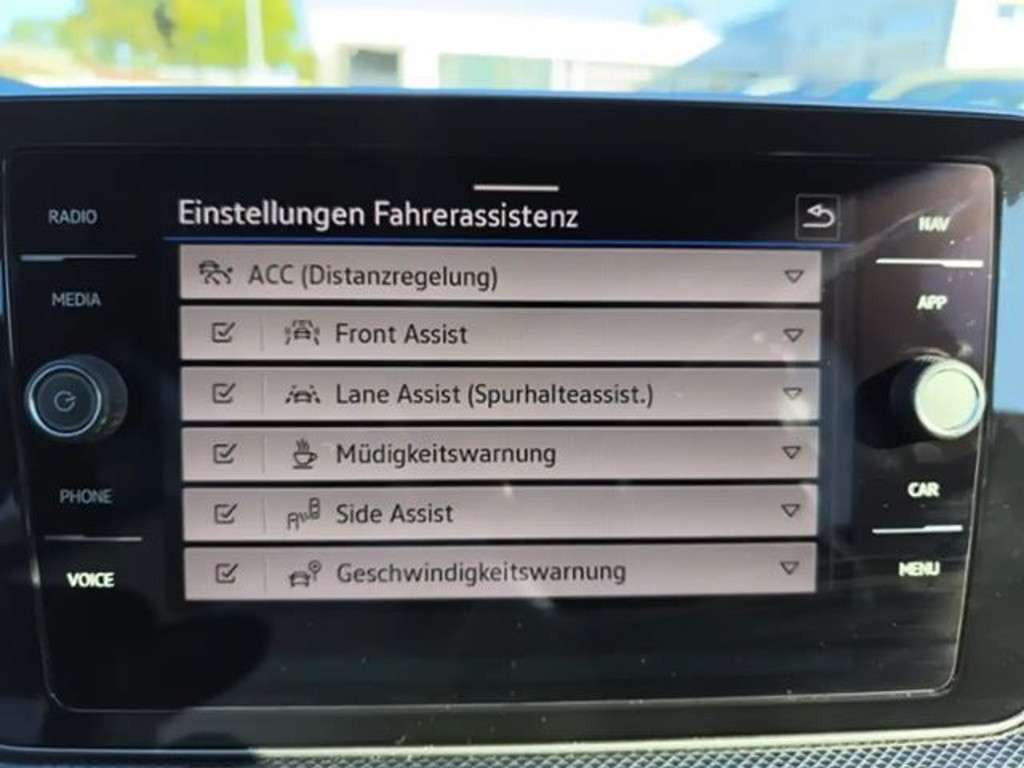 Einstellungen Fahrerassistenz
RADIO
MEDIA
PHONE
VOICE
ACC (Distanzregelung)
Front Assist
Lane Assist (Spurhalteassist.)
Müdigkeitswarnung
Side Assist
Geschwindigkeitswarnung
NAV
APP
CAR
MENU